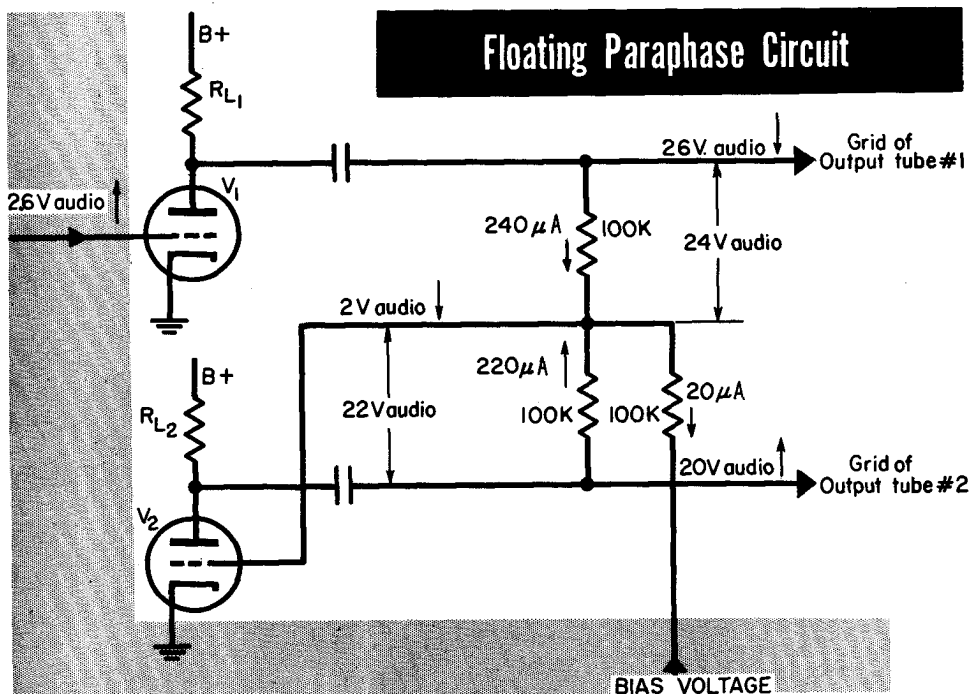 Floating Paraphase Circuit
B+
RL1
V1
2.6V audio
26V. audio
Grid of
Output tube #1
240μA
100K
24V audio
2V audio
B+
RL2
22V audio
220μA
100K
100K
20μA
20V audio
Grid of
Output tube #2
V2
BIAS VOLTAGE